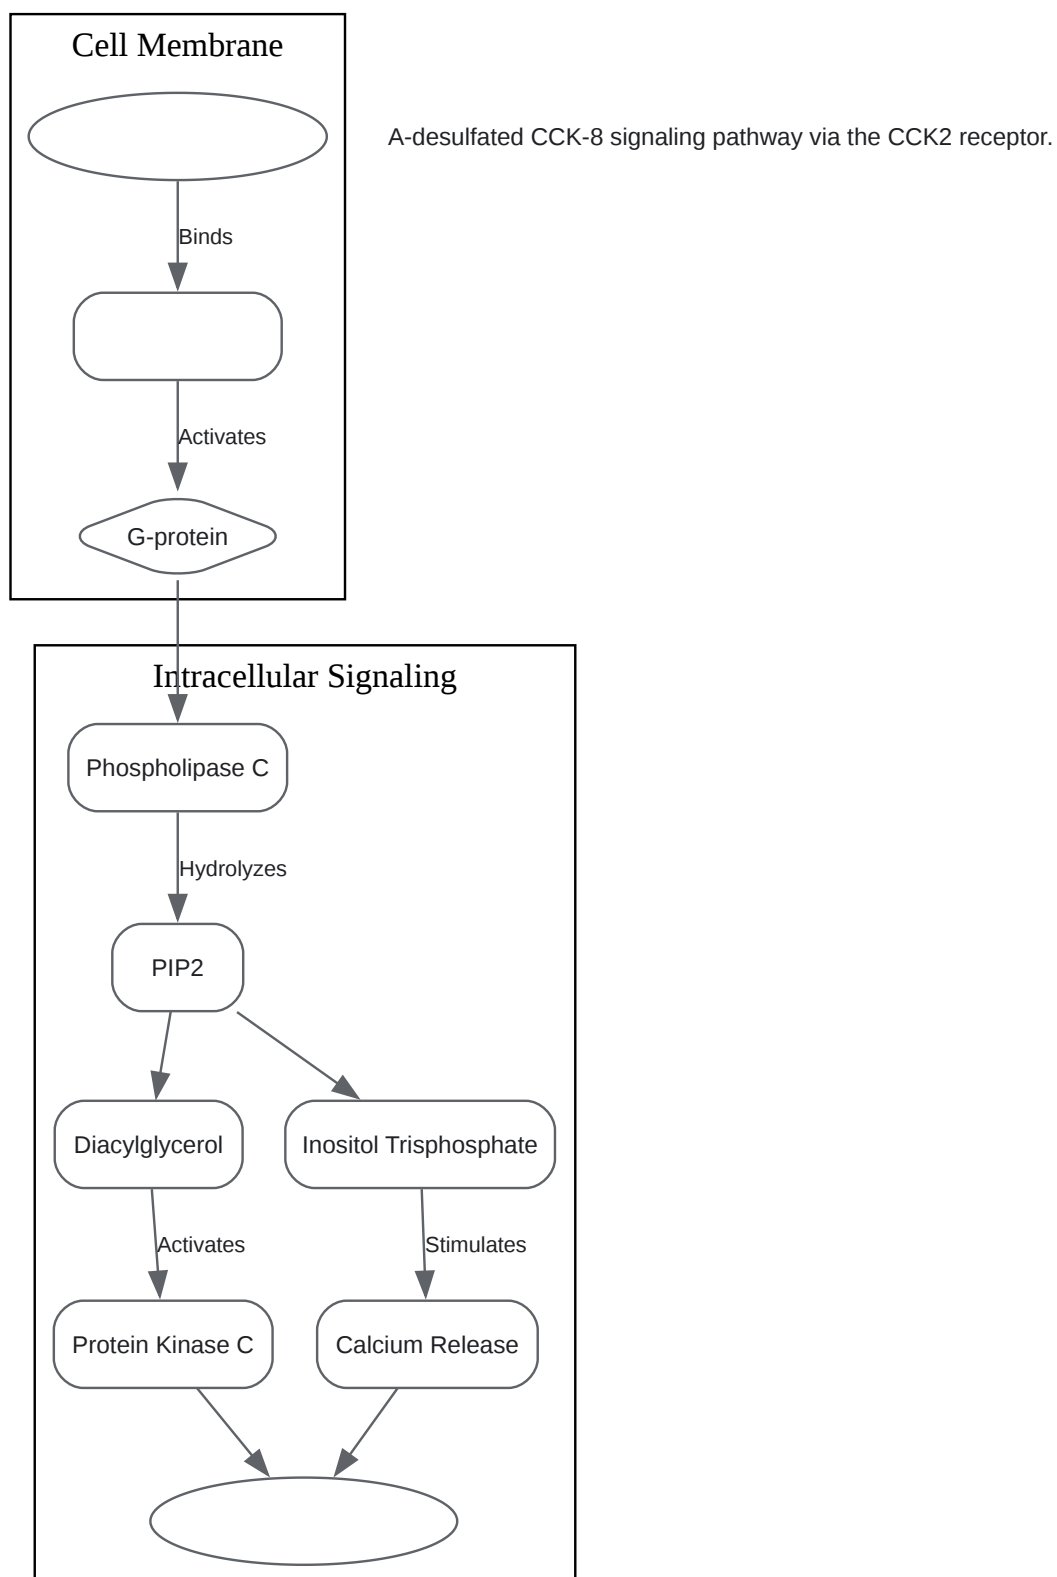 Cell Membrane
A-desulfated CCK-8 signaling pathway via the CCK2 receptor.
Binds
Activates
G-protein
Intracellular Signaling
Phospholipase C
Hydrolyzes
PIP2
Diacylglycerol
Inositol Trisphosphate
Activates
Stimulates
Protein Kinase C
Calcium Release